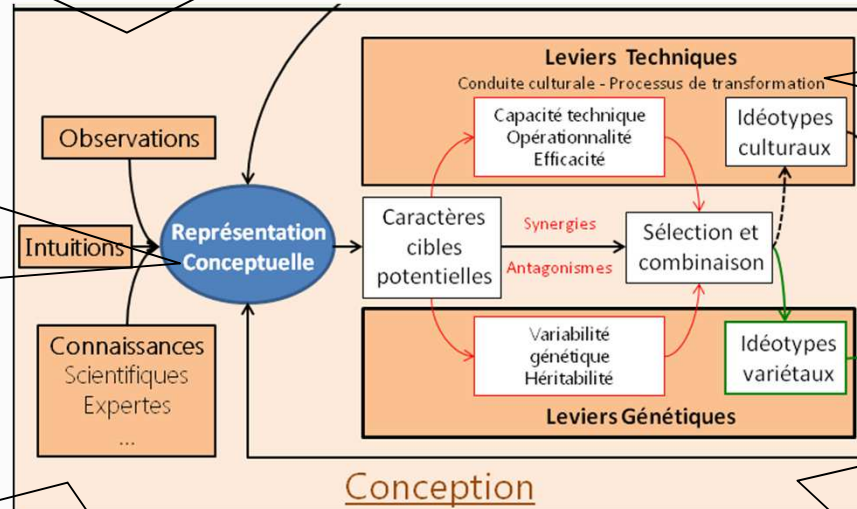 Leviers Techniques
Conduite culturale - Processus de transformation
Capacité technique
Opérationnalité
Efficacité
Idéotypes
culturaux
Observations
Intuitions
Connaissances
Scientifiques
Expertes
...
Représentation
Conceptuelle
Caractères
cibles
potentielles
Synergies
Antagonismes
Sélection et
combinaison
Variabilité
génétique
Héritabilité
Idéotypes
variétaux
Leviers Génétiques
Conception